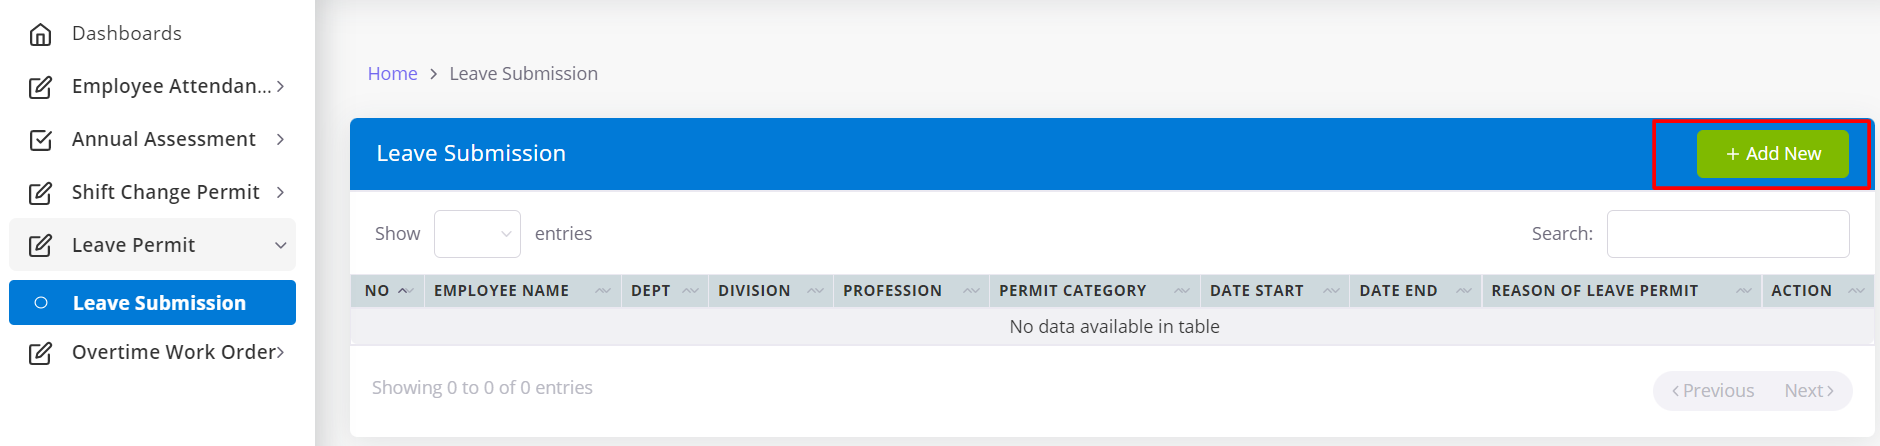 Dashboards
Employee Attendan...
Annual Assessment
Shift Change Permit
Leave Permit
Leave Submission
Overtime Work Order
Home > Leave Submission
Leave Submission
+ Add New
Show entries
Search:
NO EMPLOYEE NAME DEPT DIVISION PROFESSION PERMIT CATEGORY DATE START DATE END REASON OF LEAVE PERMIT ACTION
No data available in table
Showing 0 to 0 of 0 entries
Previous Next